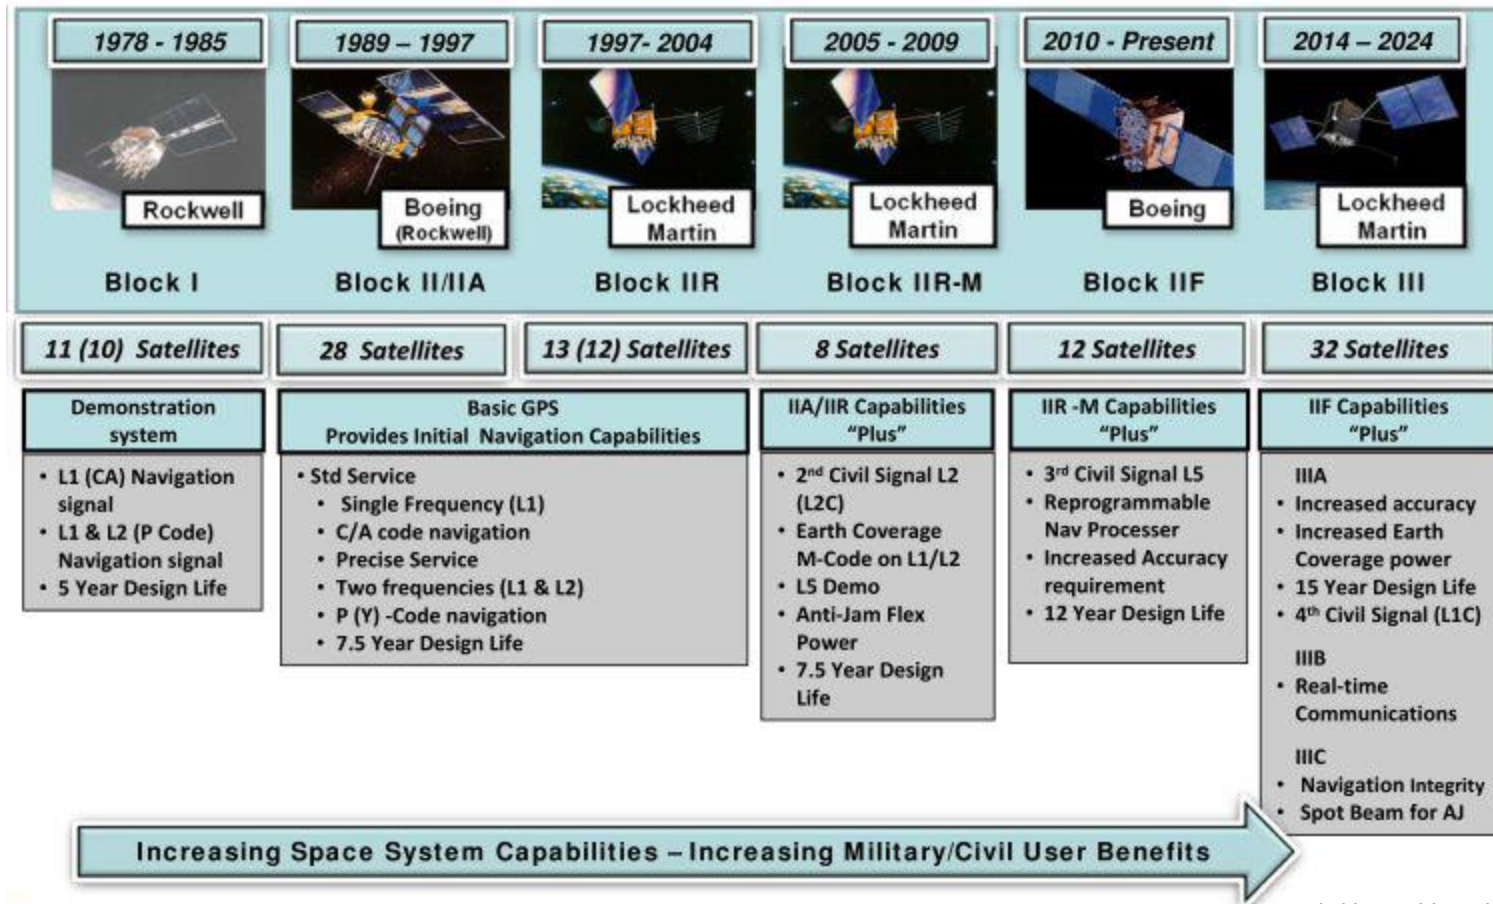 1978 - 1985
1989 – 1997
1997- 2004
2005 - 2009
2010 - Present
2014 – 2024
Rockwell
Boeing
(Rockwell)
Lockheed
Martin
Lockheed
Martin
Boeing
Lockheed
Martin
Block I
Block II/IIA
Block IIR
Block IIR-M
Block IIF
Block III
11 (10) Satellites
28 Satellites
13 (12) Satellites
8 Satellites
12 Satellites
32 Satellites
Demonstration
system
• L1 (CA) Navigation
signal
• L1 & L2 (P Code)
Navigation signal
• 5 Year Design Life
Basic GPS
Provides Initial Navigation Capabilities
• Std Service
• Single Frequency (L1)
• C/A code navigation
• Precise Service
• Two frequencies (L1 & L2)
• P (Y) -Code navigation
• 7.5 Year Design Life
IIA/IIR Capabilities
“Plus”
• 2nd Civil Signal L2
(L2C)
• Earth Coverage
M-Code on L1/L2
• L5 Demo
• Anti-Jam Flex
Power
• 7.5 Year Design
Life
IIR -M Capabilities
“Plus”
• 3rd Civil Signal L5
• Reprogrammable
Nav Processer
• Increased Accuracy
requirement
• 12 Year Design Life
IIF Capabilities
“Plus”
IIIA
• Increased accuracy
• Increased Earth
Coverage power
• 15 Year Design Life
• 4th Civil Signal (L1C)
IIIB
• Real-time
Communications
IIIC
• Navigation Integrity
• Spot Beam for AJ
Increasing Space System Capabilities – Increasing Military/Civil User Benefits